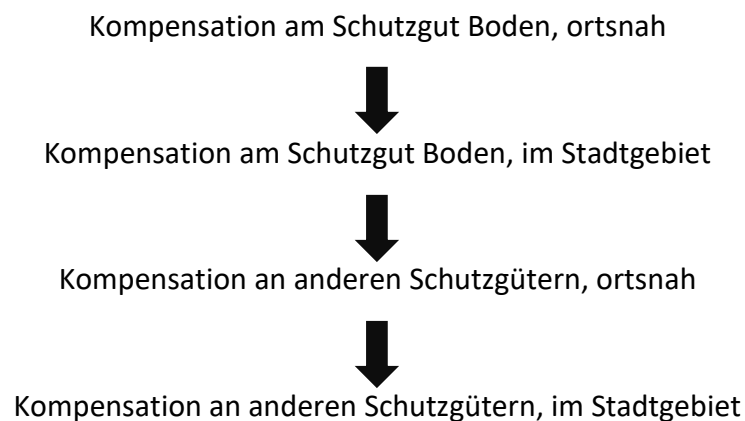 Kompensation am Schutzgut Boden, ortsnah
Kompensation am Schutzgut Boden, im Stadtgebiet
Kompensation an anderen Schutzgütern, ortsnah
Kompensation an anderen Schutzgütern, im Stadtgebiet